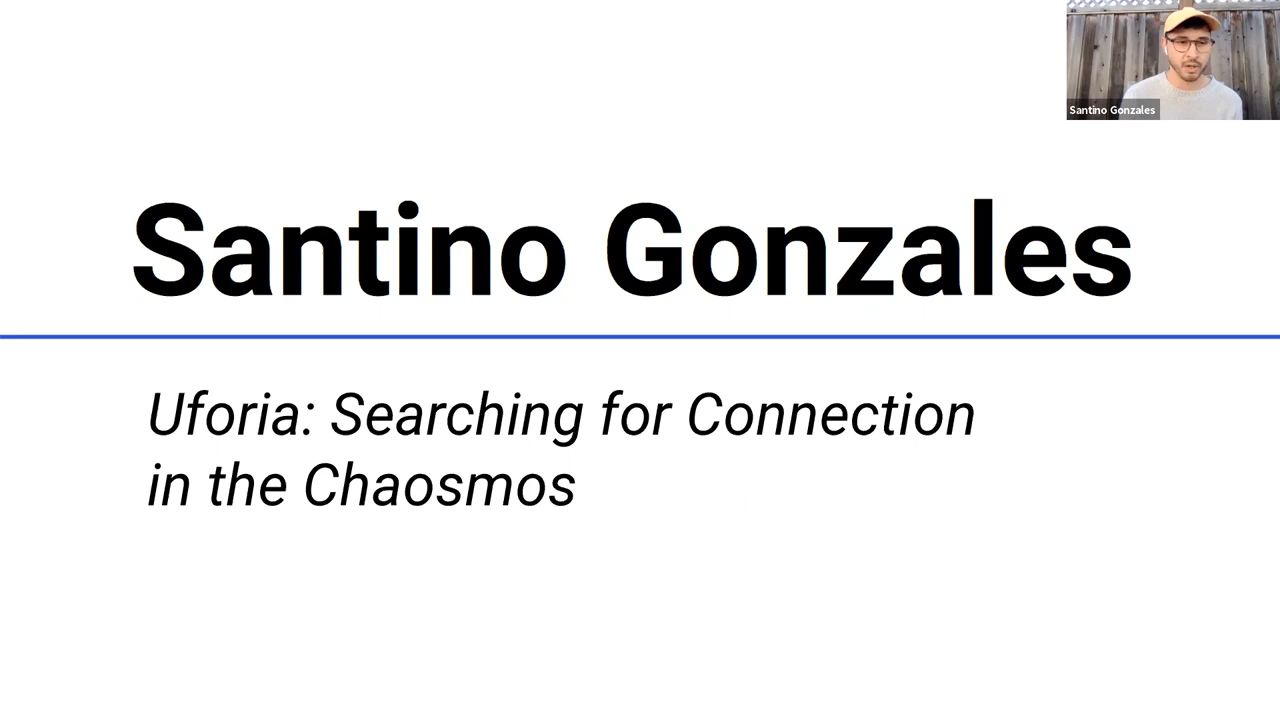 Santino Gonzales
Santino Gonzales
Uforia: Searching for Connection
in the Chaosmos